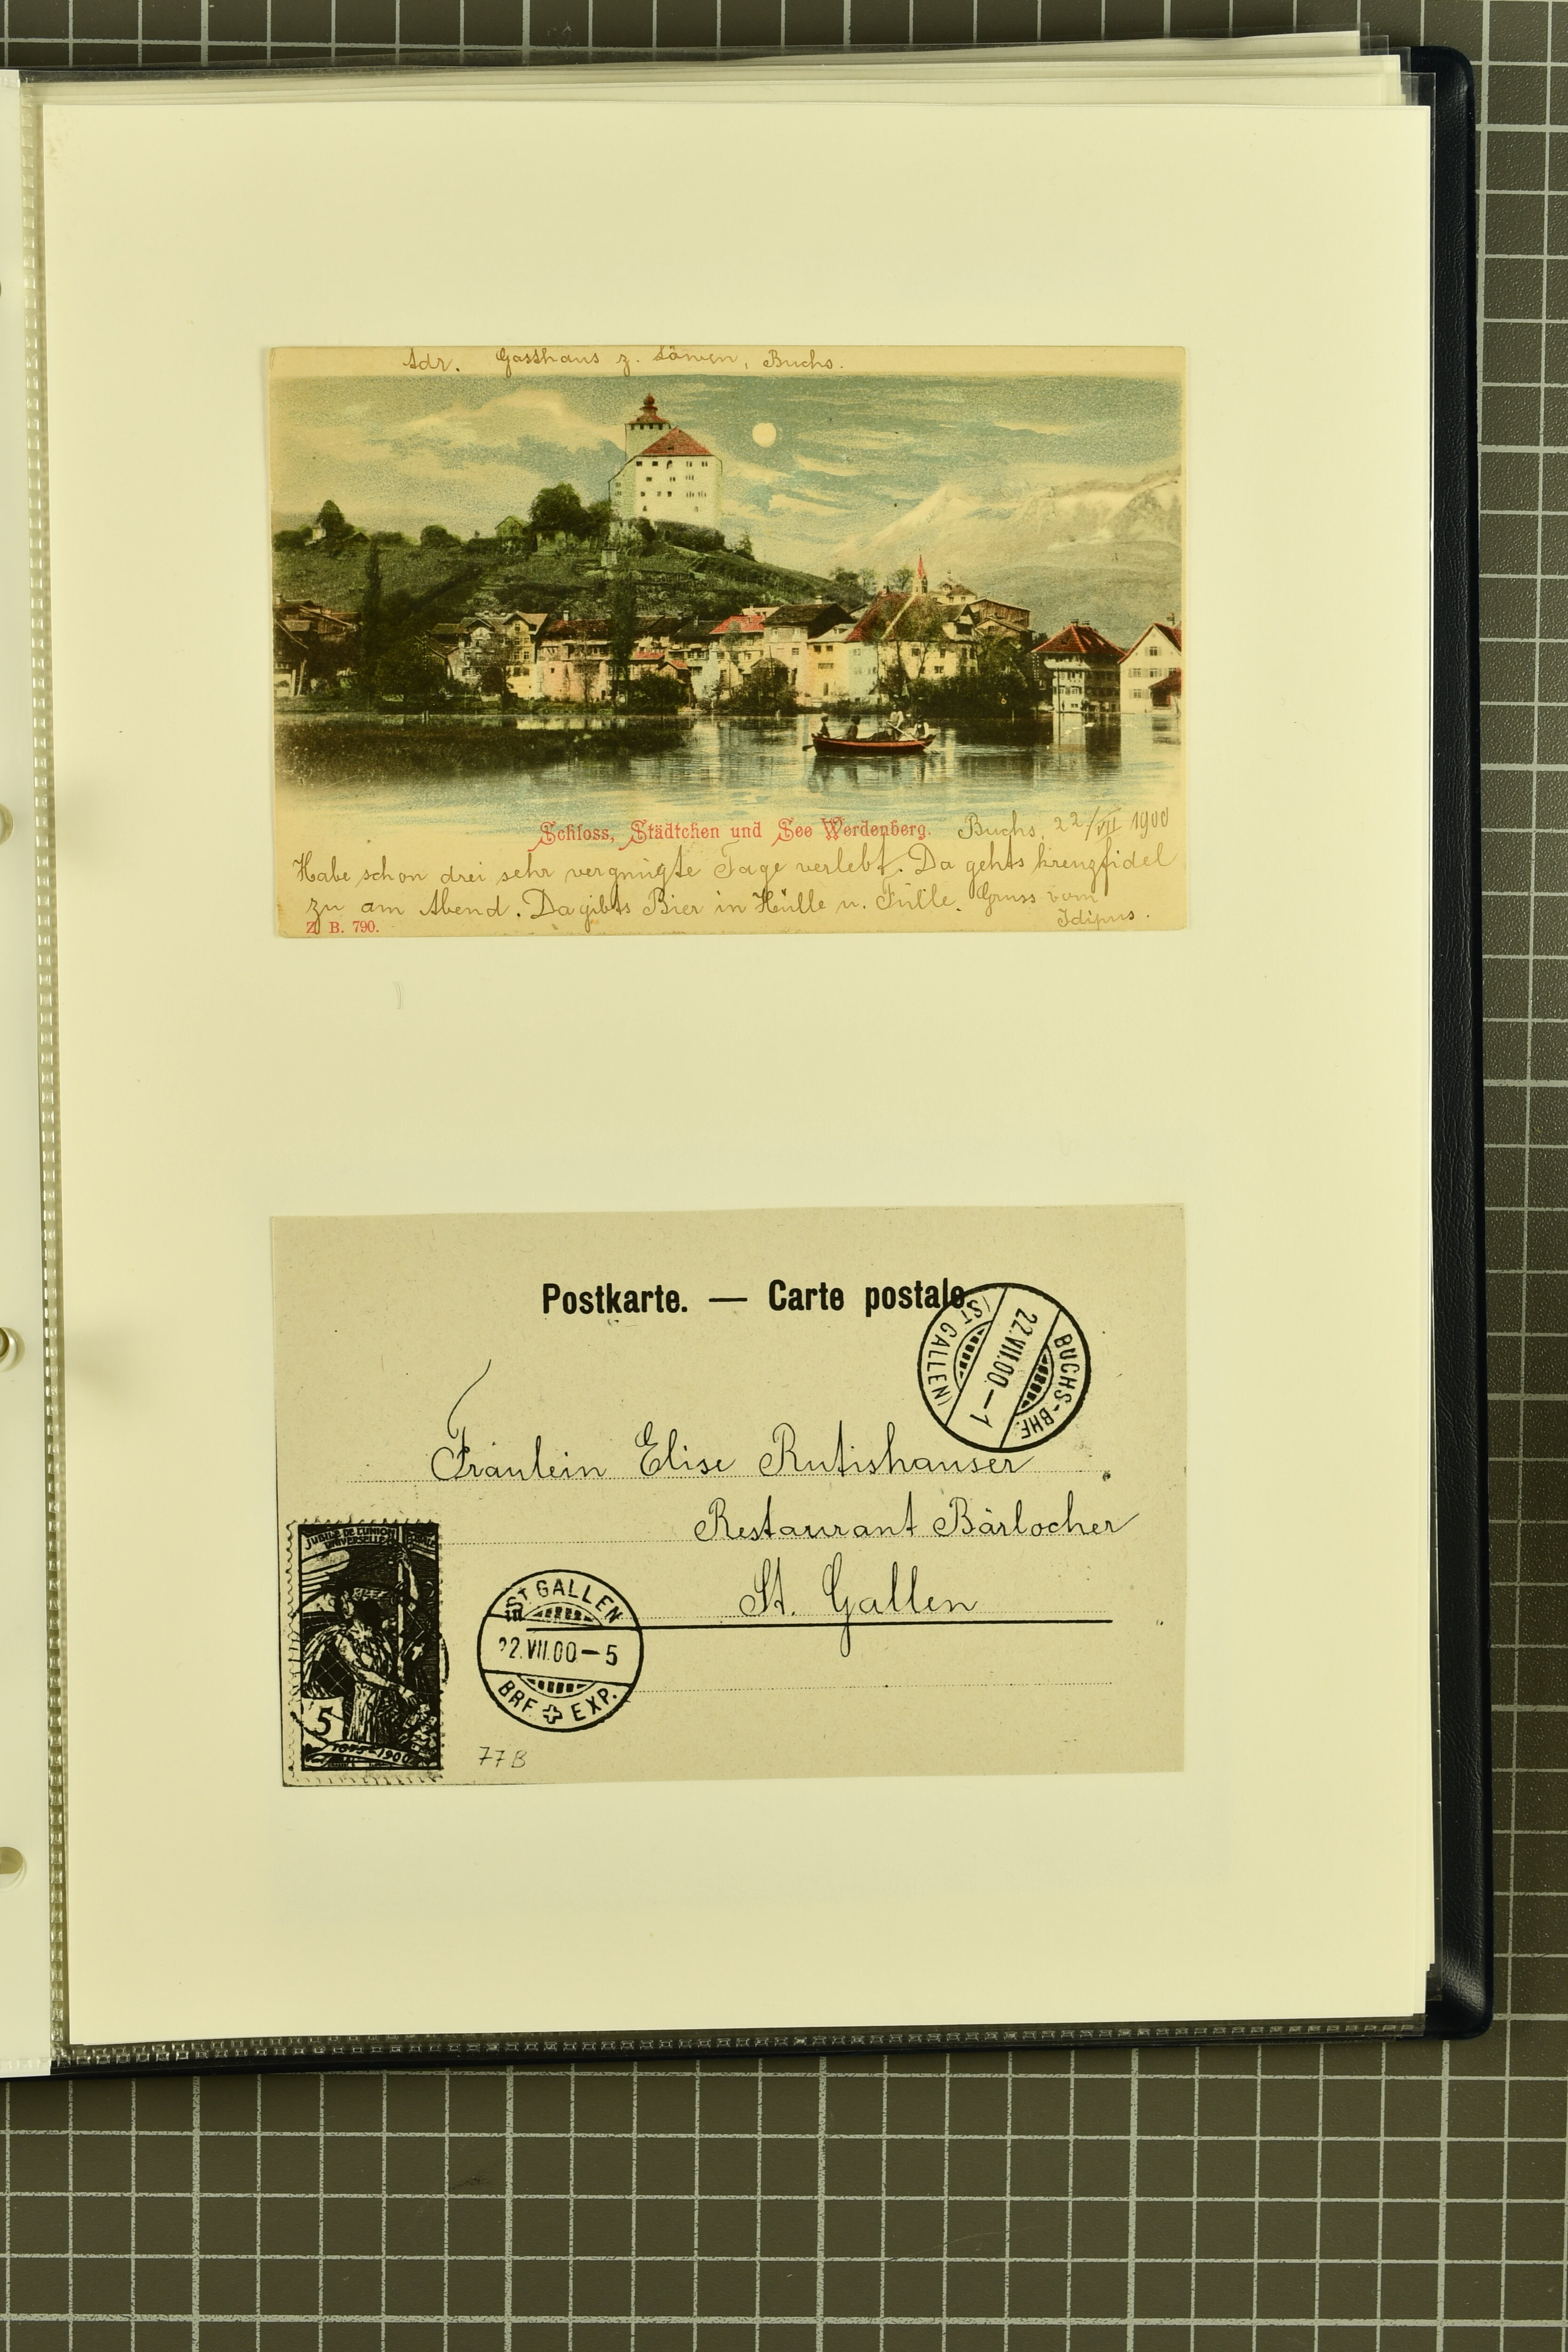 Adr. Gasthaus z. Löwen, Buchs.
Schloss, Städtchen und See Werdenberg.
Buchs, 22/VII 1900
Habe schon drei sehr vergnügte Tage verlebt. Da gehts kreuzfidel
zu am Abend. Da gibts Bier in Hülle u. Fülle. Gruss vom
Idipus.
Z. B. 790.
Postkarte. — Carte postale
BUCHS-BHF.
22.VII.00-1
(ST GALLEN)
Fräulein Elise Rutishauser
Restaurant Bärlocher
St. Gallen
JUBILÉ DE L'UNION
UNIVERSELLE
5
1875-1900
ST GALLEN
22.VII.00-5
BRF EXP.
77B